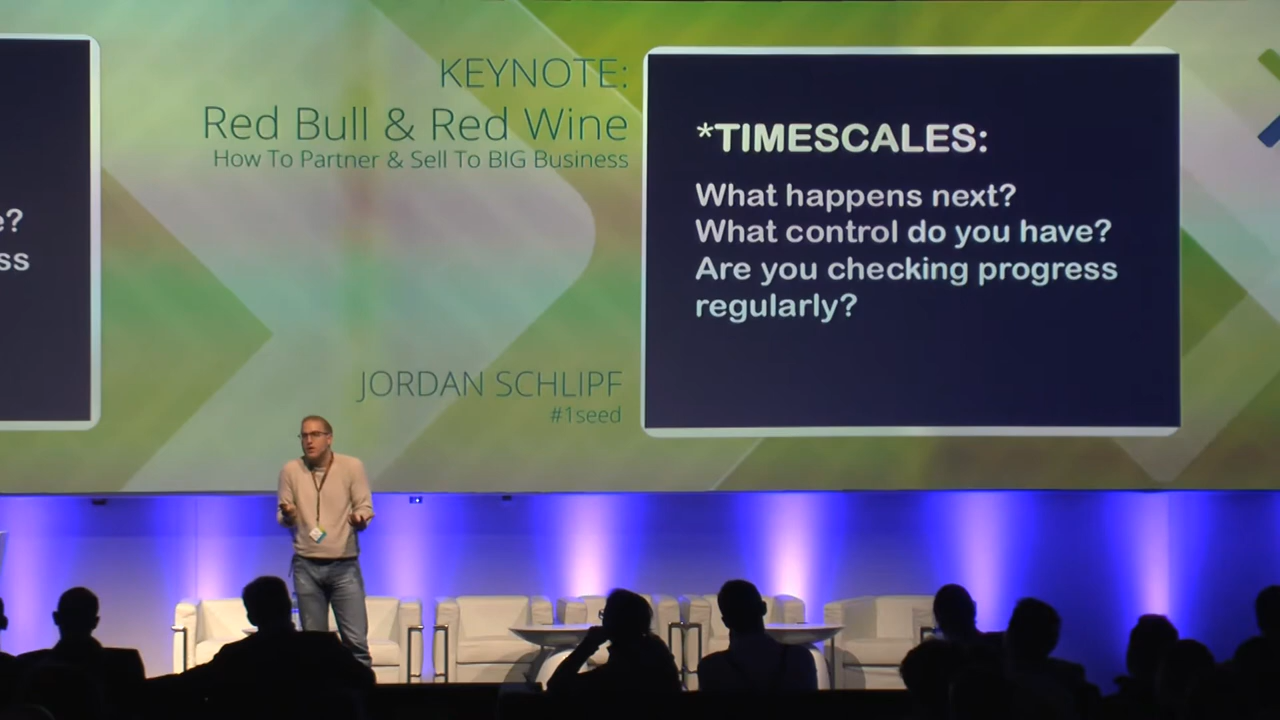 e?
ss
KEYNOTE:
Red Bull & Red Wine
How To Partner & Sell To BIG Business
JORDAN SCHLIPF
#1seed
*TIMESCALES:
What happens next?
What control do you have?
Are you checking progress
regularly?